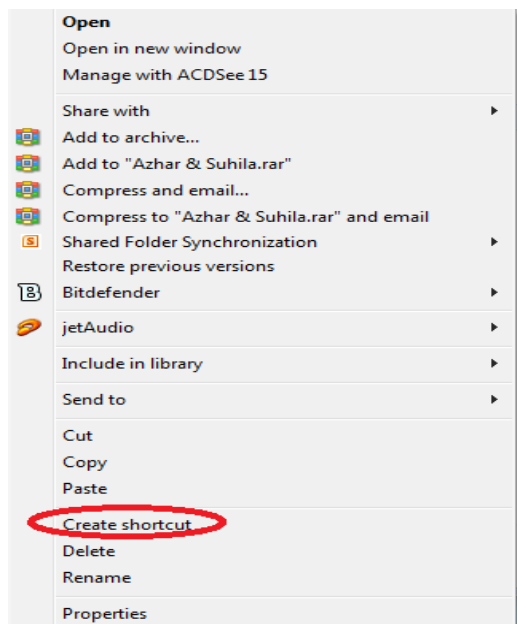 Open
Open in new window
Manage with ACDSee 15
Share with
Add to archive...
Add to "Azhar & Suhila.rar"
Compress and email...
Compress to "Azhar & Suhila.rar" and email
Shared Folder Synchronization
Restore previous versions
Bitdefender
jetAudio
Include in library
Send to
Cut
Copy
Paste
Create shortcut
Delete
Rename
Properties